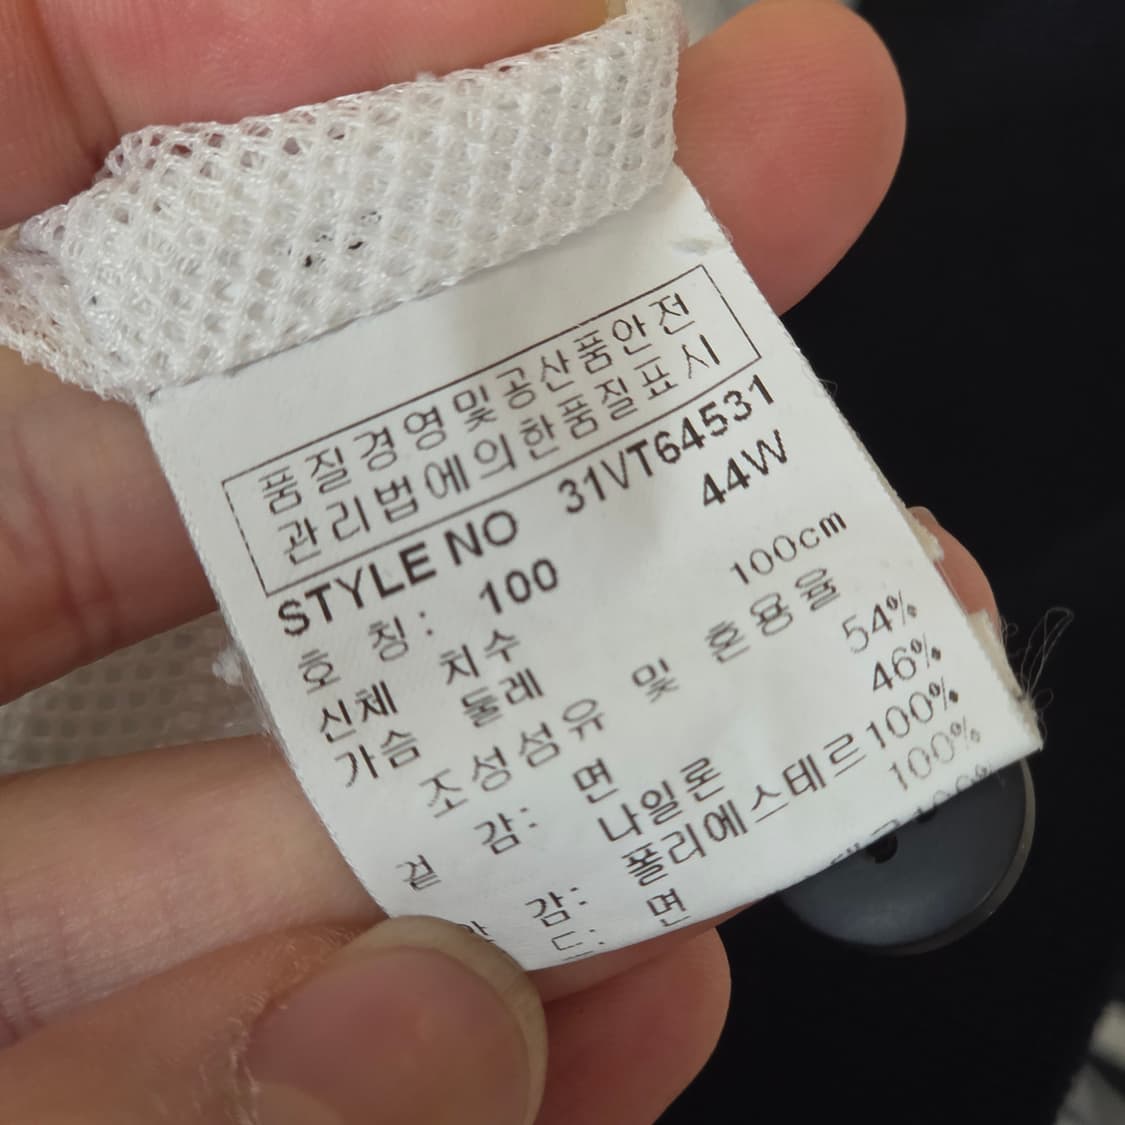 품질경영및공산품안전
관리법에의한품질표시
STYLE NO 31VT64531
44W
호 칭: 100
신체 치수
가슴 둘레 100cm
조성섬유 및 혼용율
겉 감: 면 54%
나일론 46%
감: 폴리에스테르 100%
면 100%